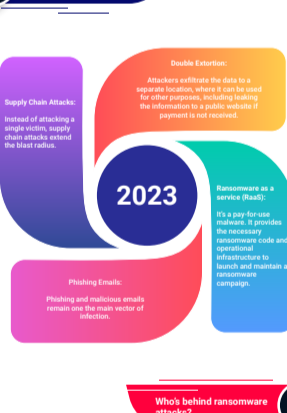 Double Extortion:
Attackers exfiltrate the data to a
separate location, where it can be used
for other purposes, including leaking
the information to a public website if
payment is not received.
Supply Chain Attacks:
Instead of attacking a
single victim, supply
chain attacks extend
the blast radius.
2023
Ransomware as a
service (RaaS):
It's a pay-for-use
malware. It provides
the necessary
ransomware code and
operational
infrastructure to
launch and maintain a
ransomware
campaign.
Phishing Emails:
Phishing and malicious emails
remain one the main vector of
infection.
Who's behind ransomware
attacks?